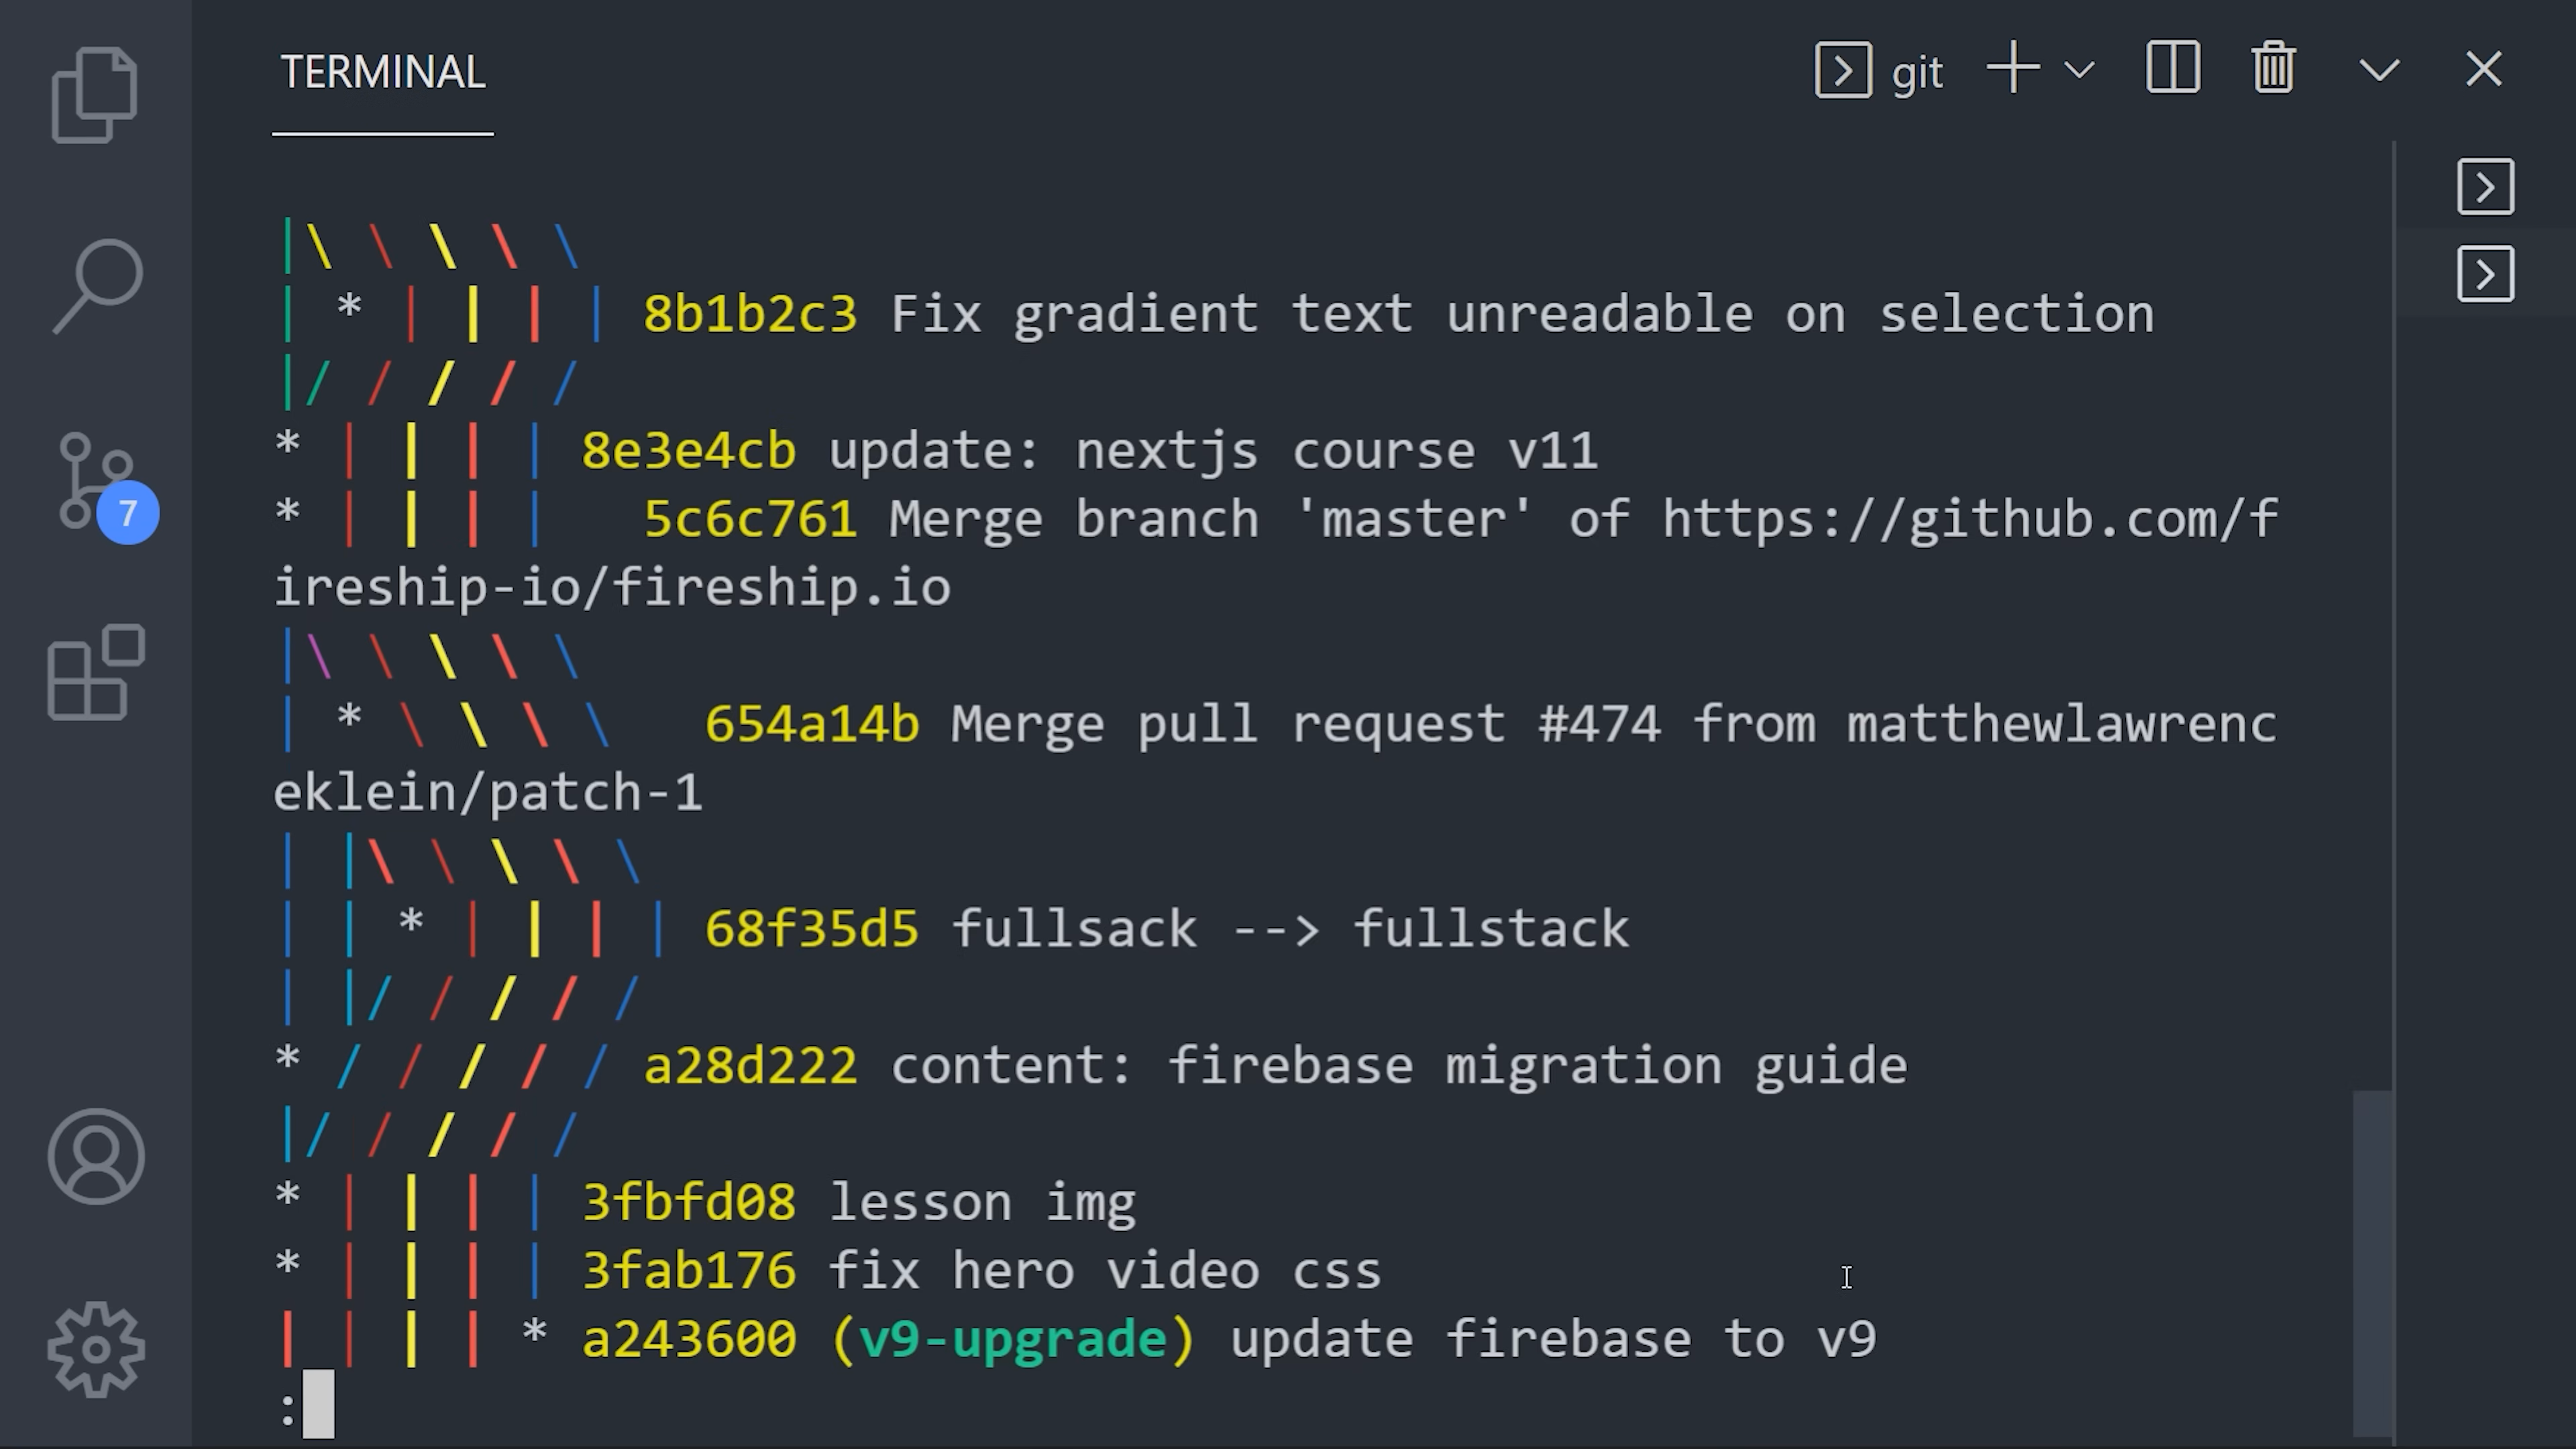 TERMINAL
git
|\ \ \ \ \
| * | | | | 8b1b2c3 Fix gradient text unreadable on selection
|/ / / / /
* | | | | 8e3e4cb update: nextjs course v11
* | | | |   5c6c761 Merge branch 'master' of https://github.com/f
ireship-io/fireship.io
|\ \ \ \ \
| * \ \ \ \   654a14b Merge pull request #474 from matthewlawrenc
eklein/patch-1
| |\ \ \ \ \
| | * | | | | 68f35d5 fullsack --> fullstack
| |/ / / / /
* / / / / / a28d222 content: firebase migration guide
|/ / / / /
* | | | | 3fbfd08 lesson img
* | | | | 3fab176 fix hero video css
| | | | * a243600 (v9-upgrade) update firebase to v9
:
7